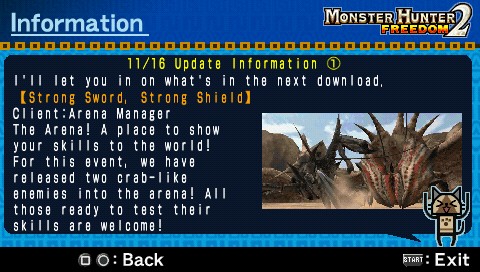 Information
MONSTER HUNTER
FREEDOM 2
11/16 Update Information ①
I'll let you in on what's in the next download,
【Strong Sword, Strong Shield】
Client:Arena Manager
The Arena! A place to show
your skills to the world!
For this event, we have
released two crab-like
enemies into the arena! All
those ready to test their
skills are welcome!
□○:Back
START:Exit